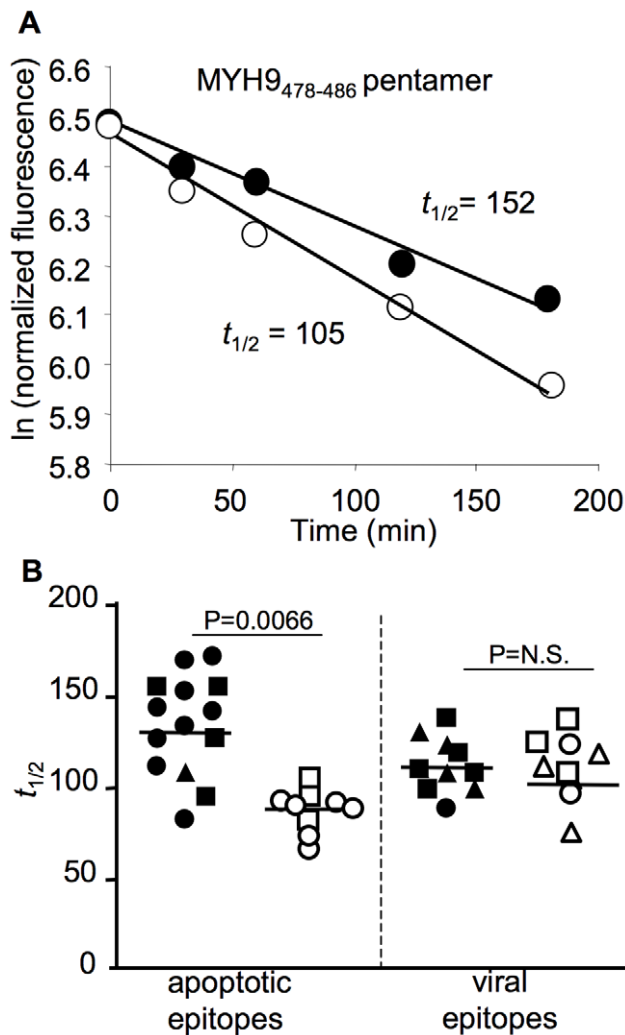 A
MYH9478-486 pentamer
ln (normalized fluorescence)
6.6
6.5
6.4
6.3
6.2
6.1
6.0
5.9
5.8
t1/2= 152
t1/2 = 105
0
50
100
150
200
Time (min)
B
t1/2
200
150
100
50
0
P=0.0066
P=N.S.
apoptotic
epitopes
viral
epitopes